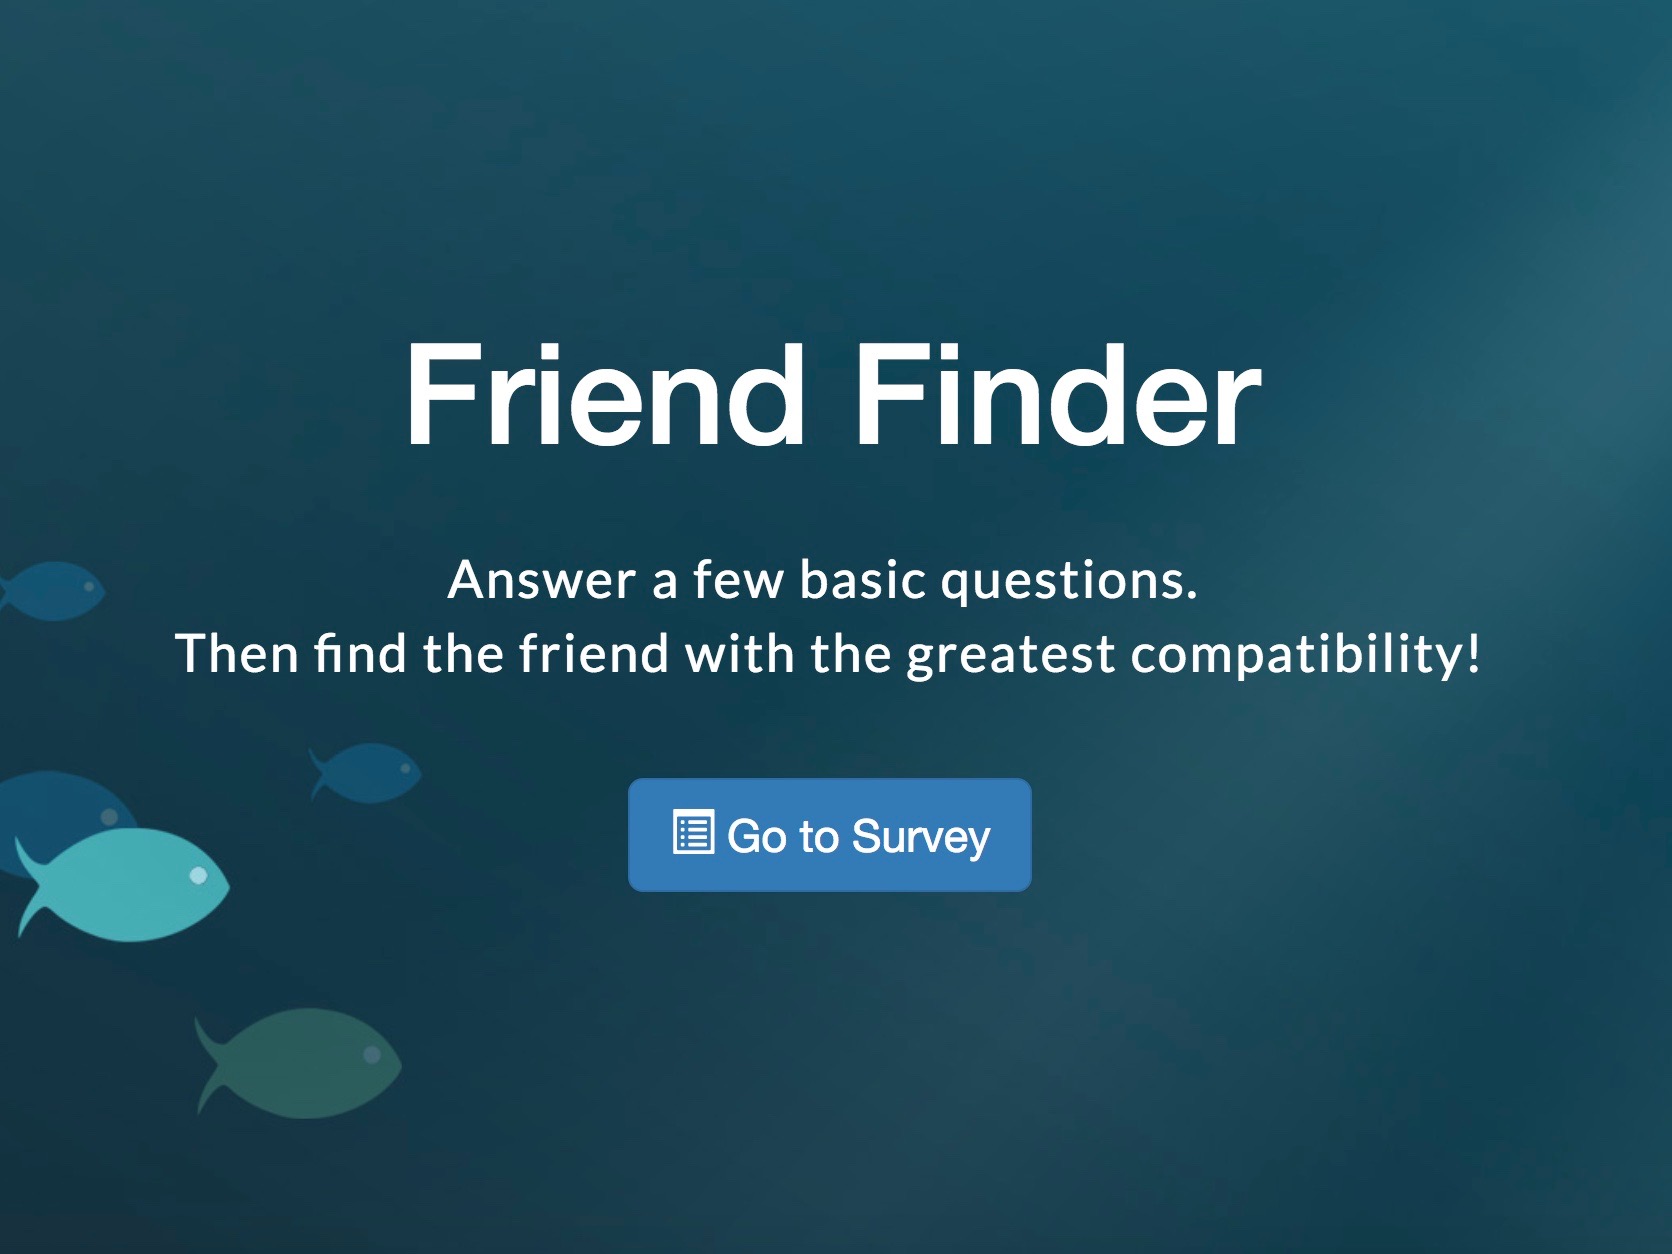 Friend Finder
Answer a few basic questions.
Then find the friend with the greatest compatibility!
Go to Survey